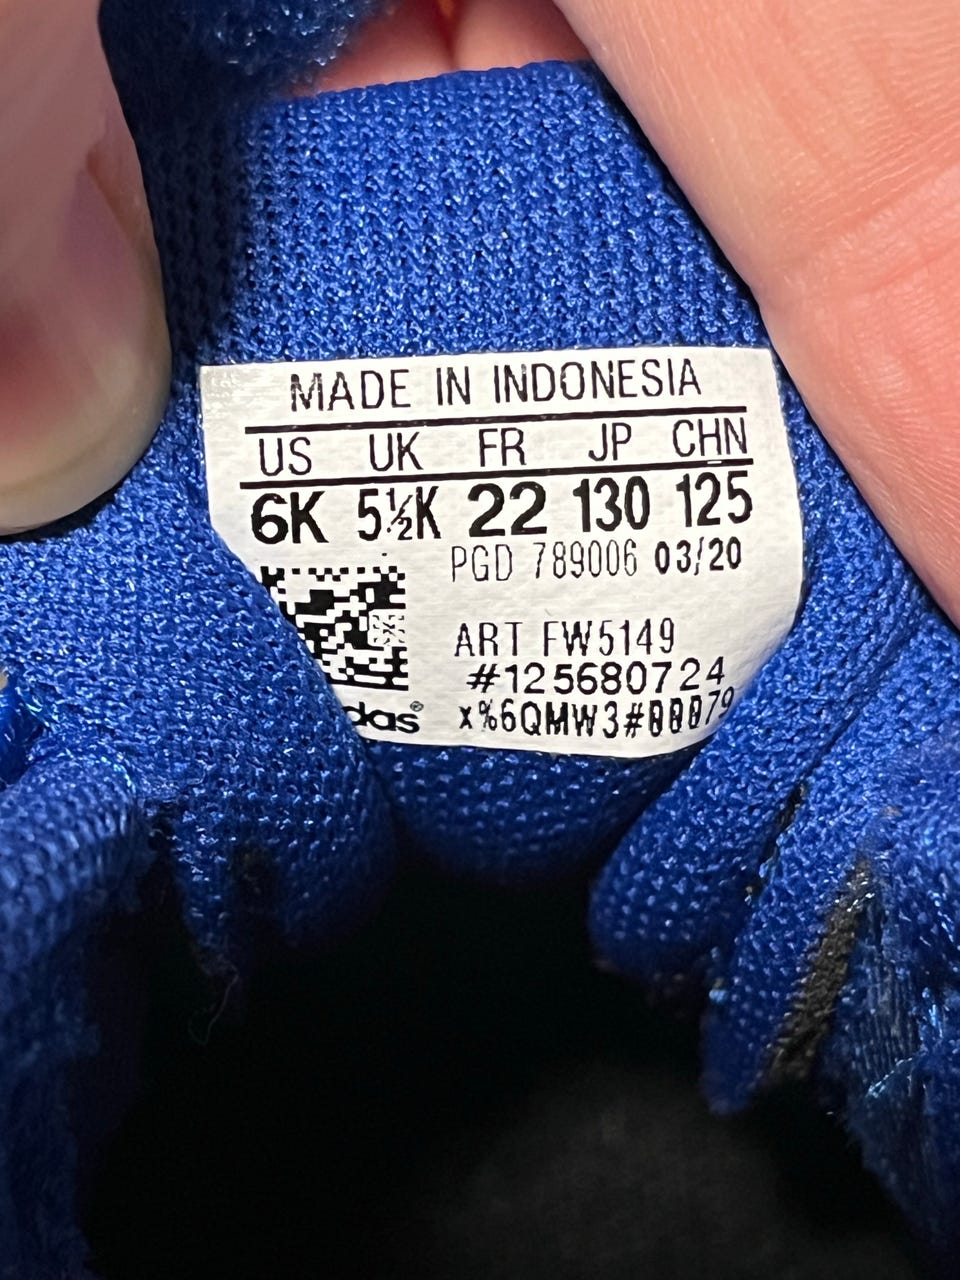 MADE IN INDONESIA
US UK FR JP CHN
6K 5½K 22 130 125
PGD 789006 03/20
ART FW5149
#125680724
das®